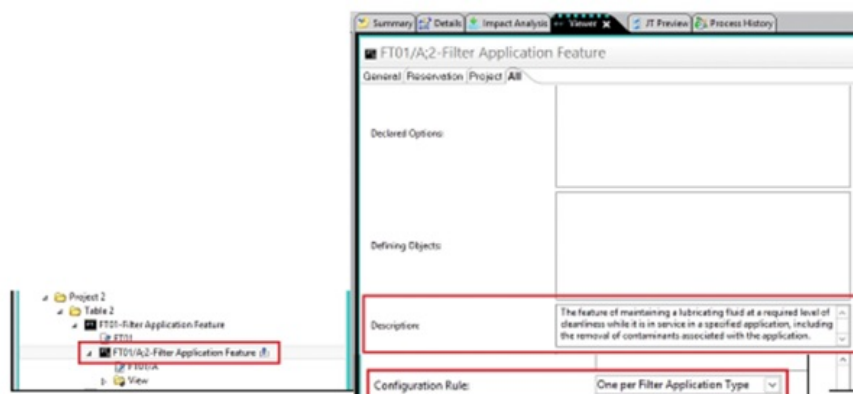 Summary Details Impact Analysis Viewer JT Preview Process History
FT01/A;2-Filter Application Feature
General Reservation Project All
Declared Options:
Defining Objects:
Description:
The feature of maintaining a lubricating fluid at a required level of
cleanliness while it is in service in a specified application, including
the removal of contaminants associated with the application.
Configuration Rule:
One per Filter Application Type
Project 2
Table 2
FT01-Filter Application Feature
FT01
FT01/A;2-Filter Application Feature
FT01/A
View